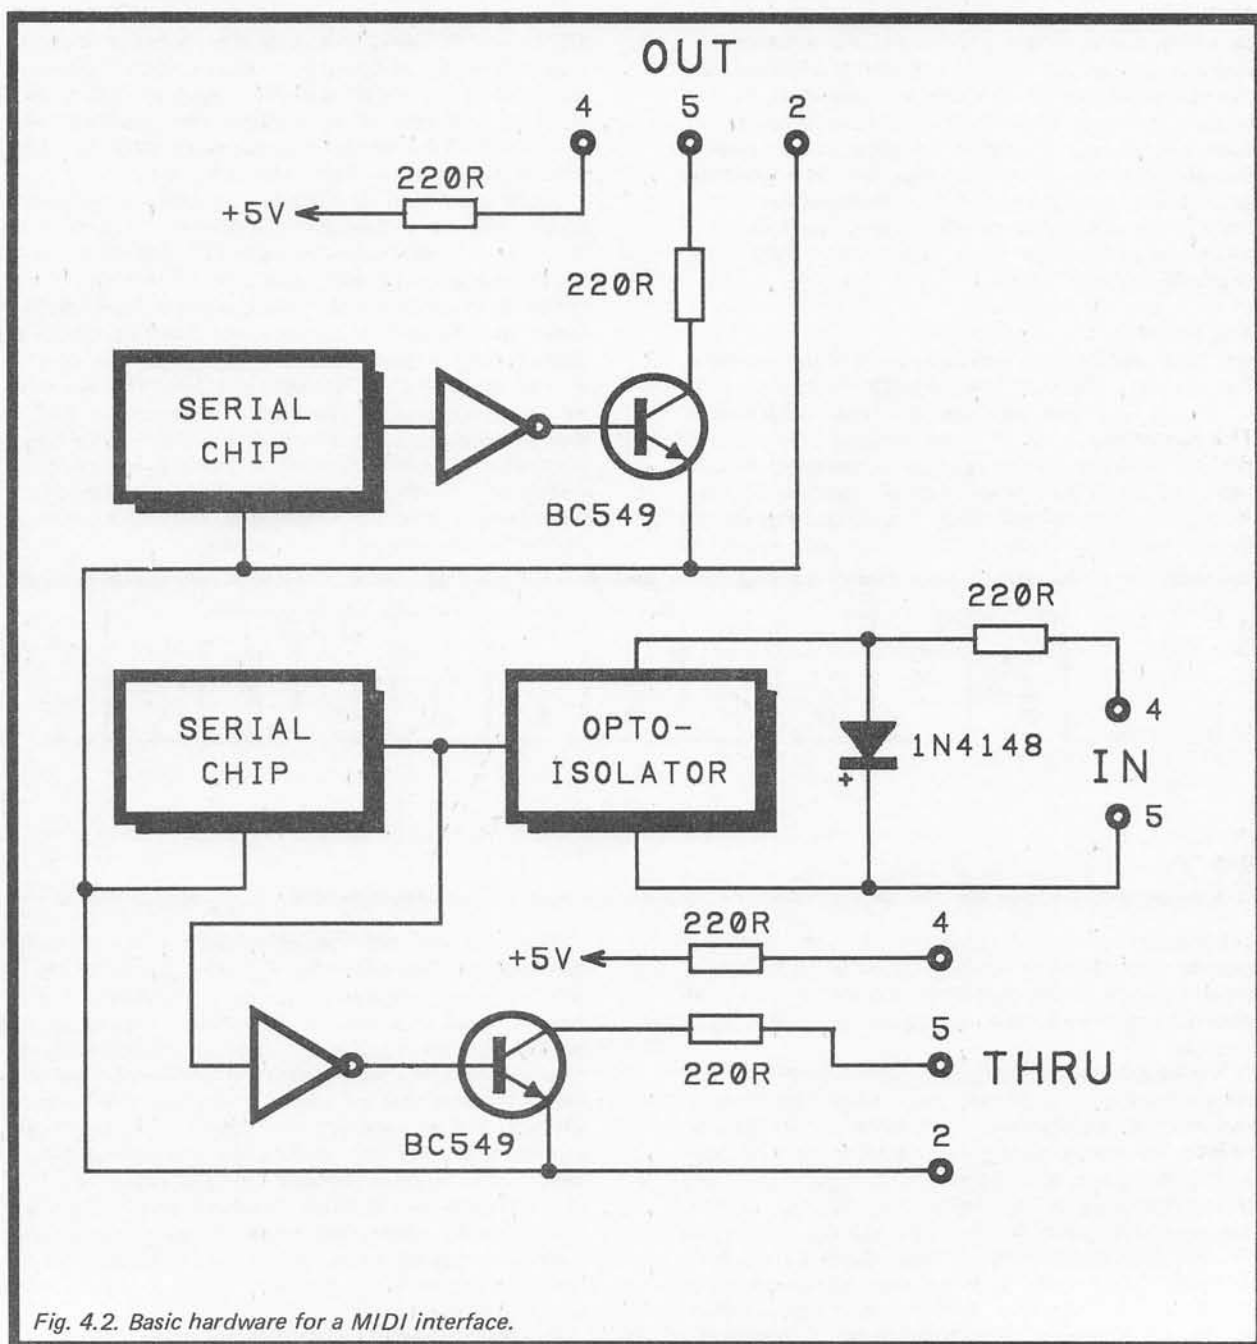 OUT
4 5 2
220R
+5V
220R
SERIAL
CHIP
BC549
220R
SERIAL
CHIP
OPTO-
ISOLATOR
1N4148
+
4
IN
5
220R
+5V
4
5
220R
THRU
BC549
2
Fig. 4.2. Basic hardware for a MIDI interface.